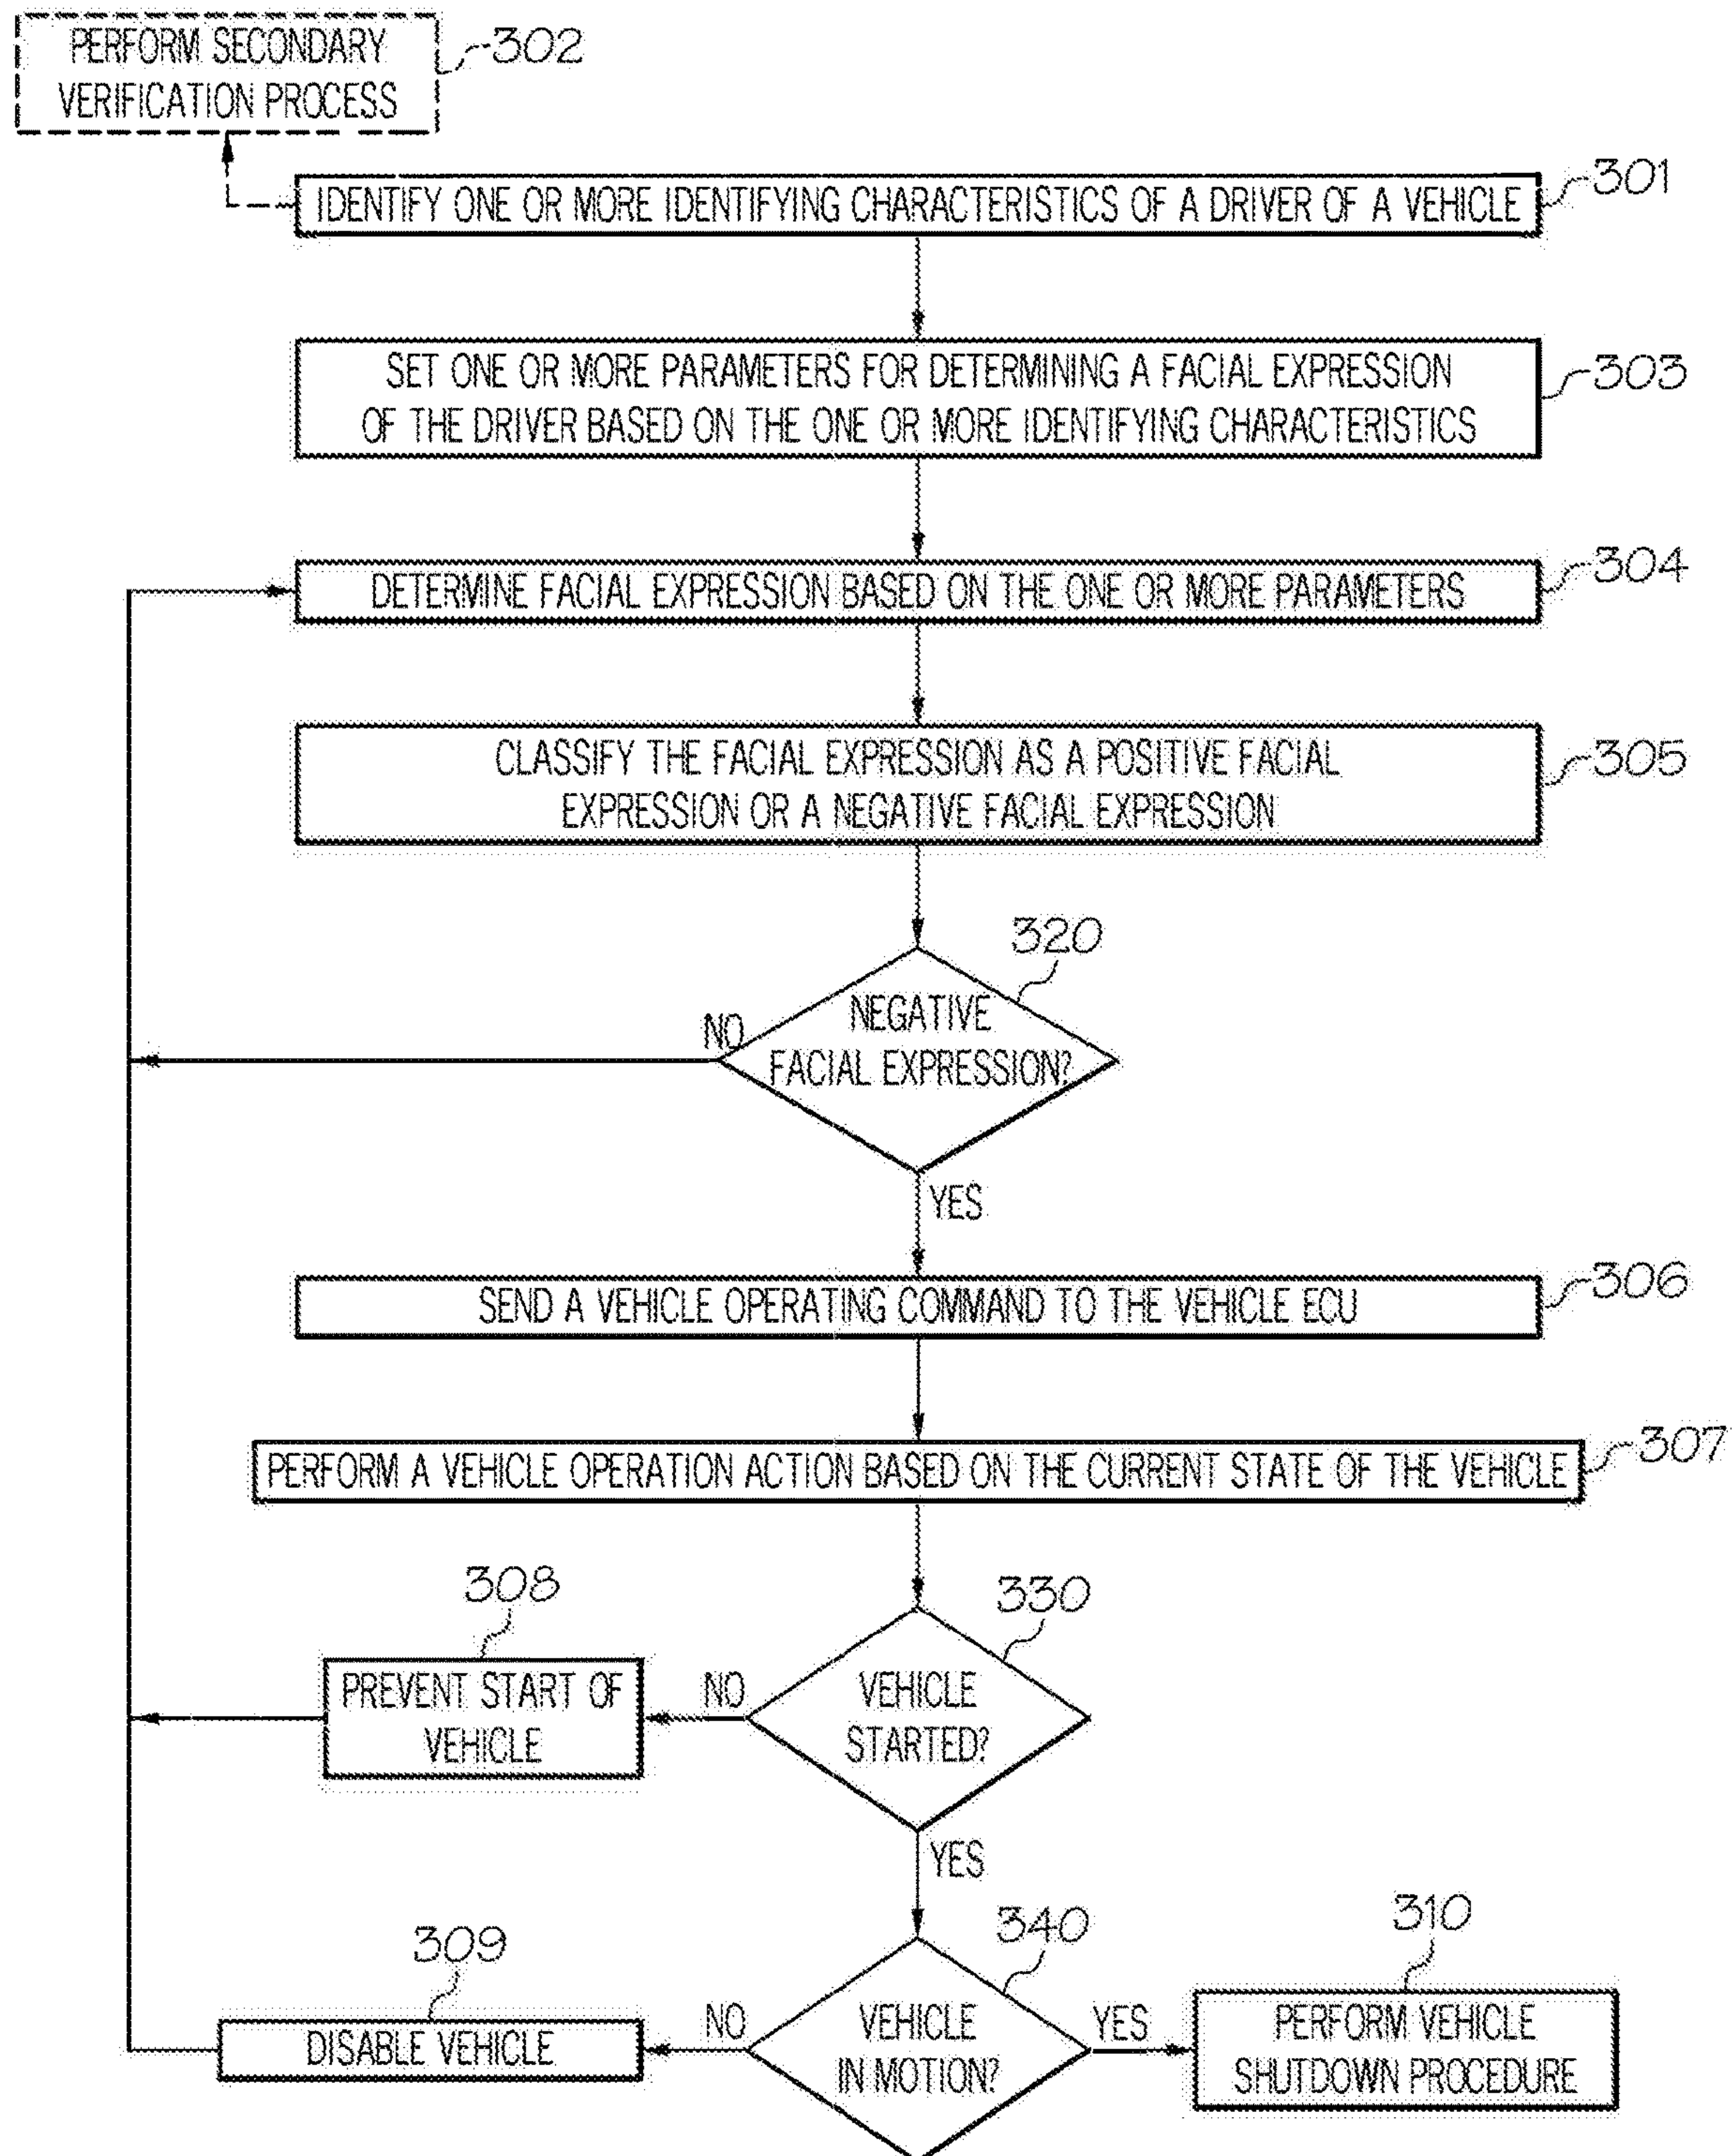 PERFORM SECONDARY
VERIFICATION PROCESS
302
301
IDENTIFY ONE OR MORE IDENTIFYING CHARACTERISTICS OF A DRIVER OF A VEHICLE
SET ONE OR MORE PARAMETERS FOR DETERMINING A FACIAL EXPRESSION
OF THE DRIVER BASED ON THE ONE OR MORE IDENTIFYING CHARACTERISTICS
303
304
DETERMINE FACIAL EXPRESSION BASED ON THE ONE OR MORE PARAMETERS
CLASSIFY THE FACIAL EXPRESSION AS A POSITIVE FACIAL
EXPRESSION OR A NEGATIVE FACIAL EXPRESSION
305
320
NEGATIVE
FACIAL EXPRESSION?
NO
YES
306
SEND A VEHICLE OPERATING COMMAND TO THE VEHICLE ECU
307
PERFORM A VEHICLE OPERATION ACTION BASED ON THE CURRENT STATE OF THE VEHICLE
308
330
PREVENT START OF
VEHICLE
NO
VEHICLE
STARTED?
YES
309
340
310
DISABLE VEHICLE
NO
VEHICLE
IN MOTION?
YES
PERFORM VEHICLE
SHUTDOWN PROCEDURE